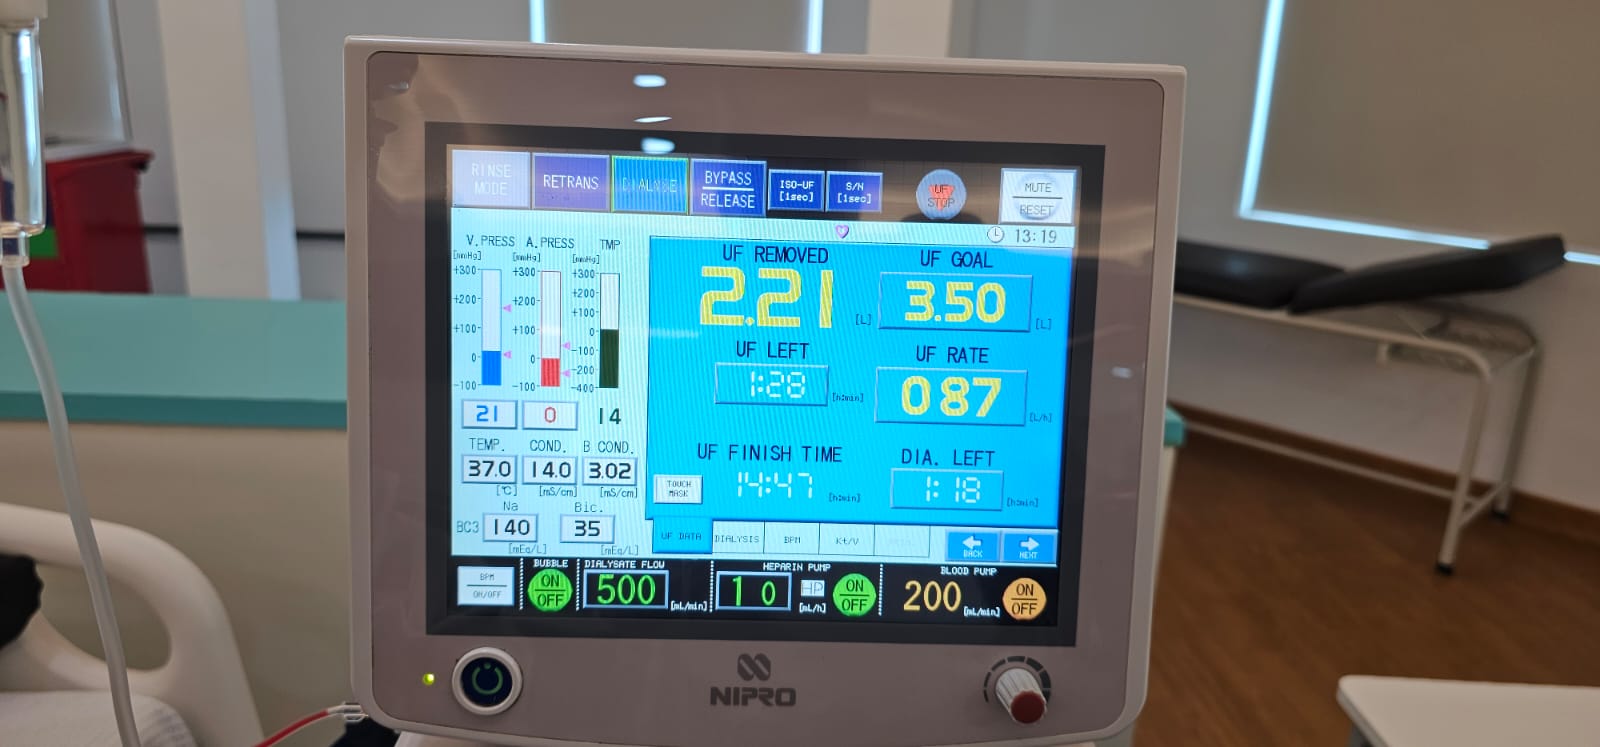 RINSE MODE
RETRANS
DIALYSE
BYPASS RELEASE
ISO-UF [1sec]
S/N [1sec]
UF STOP
MUTE RESET
13:19
V.PRESS A.PRESS TMP
[mmHg] [mmHg] [mmHg]
+300 +300 +300
+200 +200 +200
+100 +100 +100
0 0 0
-100 -100 -100
-200
-400
21 0 14
TEMP. COND. B COND.
37.0 14.0 3.02
[℃] [mS/cm] [mS/cm]
Na Bic.
BC3 140 35
[mEq/L] [mEq/L]
UF REMOVED
2.21 [L]
UF GOAL
3.50 [L]
UF LEFT
1:28 [h:min]
UF RATE
0 87 [L/h]
UF FINISH TIME
14:47 [h:min]
DIA. LEFT
1:18 [h:min]
TOUCH MASK
UF DATA DIALYSIS BPM Kt/V BACK NEXT
BPM ON/OFF
BUBBLE
ON OFF
DIALYSATE FLOW
500 [mL/min]
HEPARIN PUMP
1 0 HP [mL/h]
ON OFF
BLOOD PUMP
200 [mL/min]
ON OFF
NIPRO